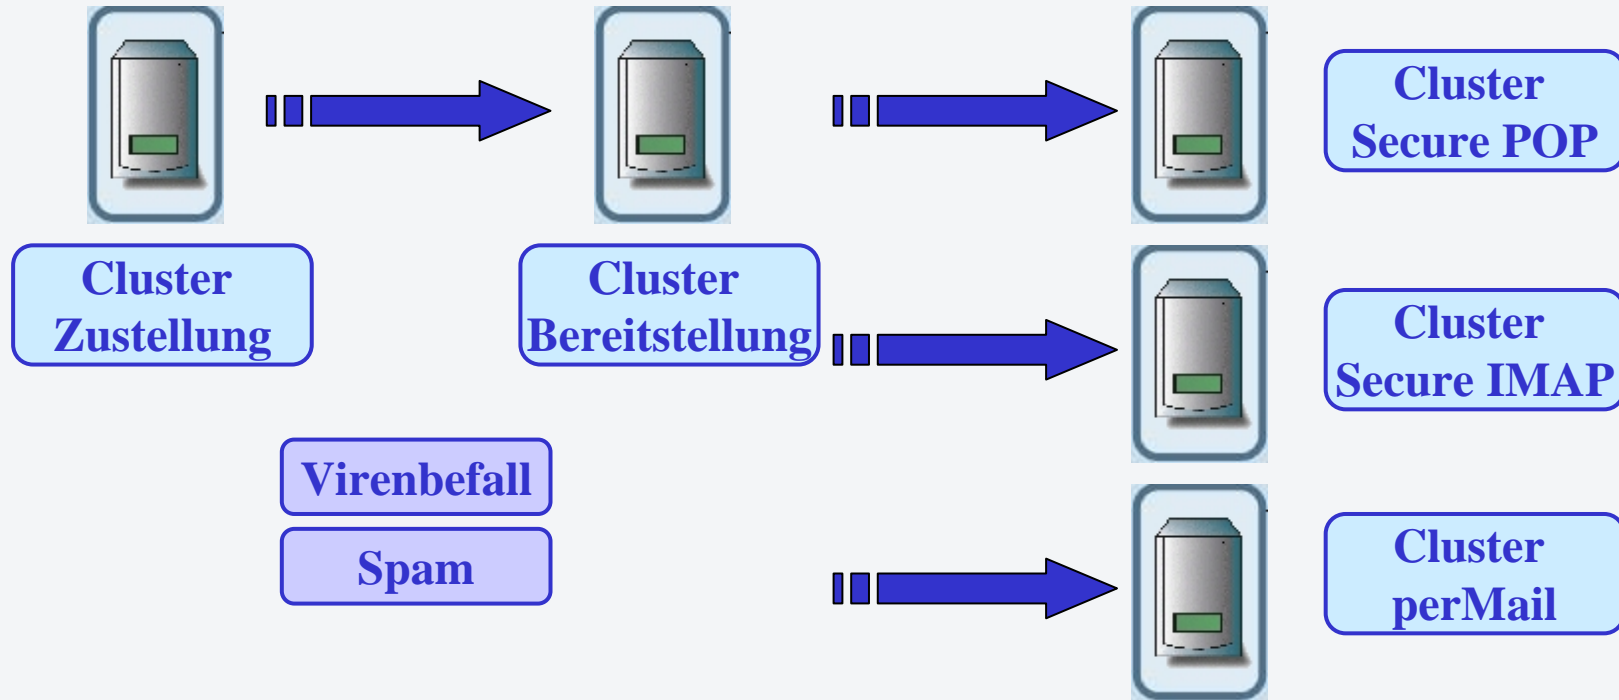 Cluster
Secure POP
Cluster
Zustellung
Cluster
Bereitstellung
Cluster
Secure IMAP
Virenbefall
Spam
Cluster
perMail